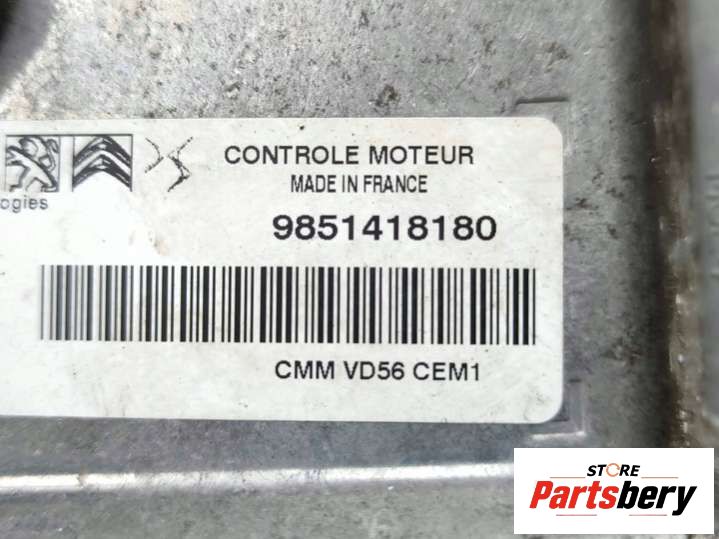 CONTROLE MOTEUR
MADE IN FRANCE
ogies
9851418180
CMM VD56 CEM1
STORE
Partsbery